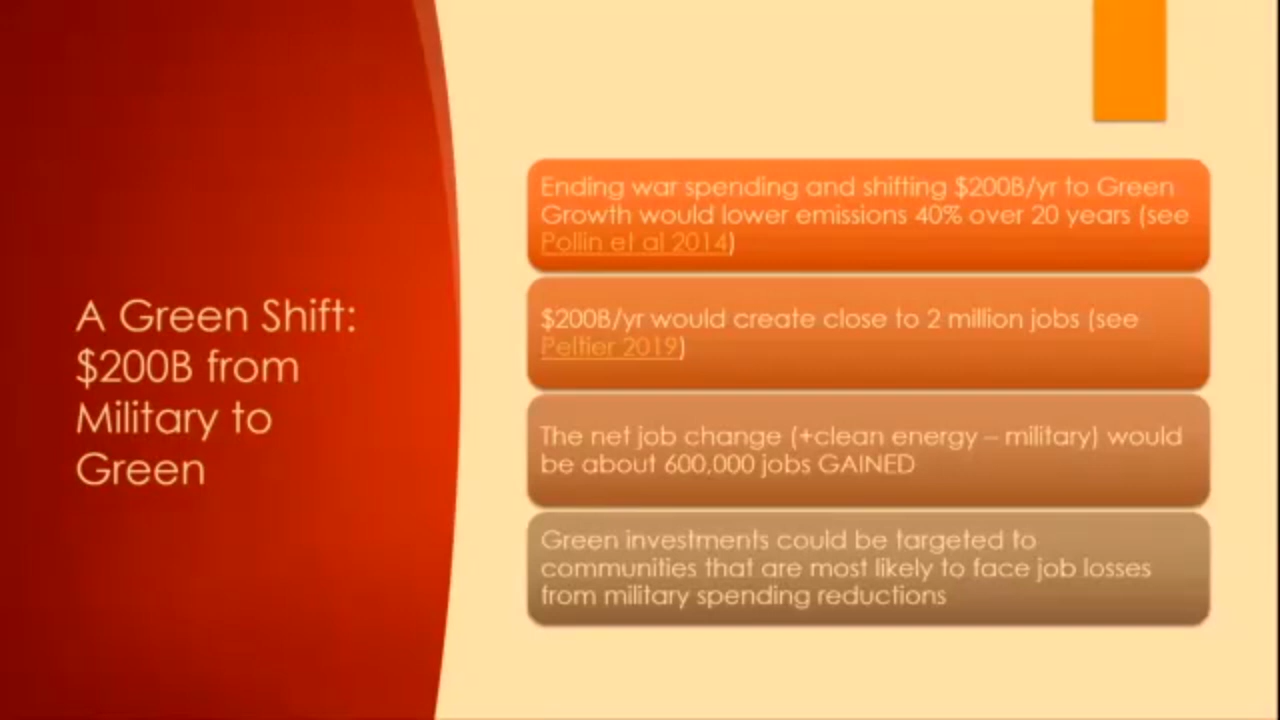 A Green Shift:
$200B from
Military to
Green
Ending war spending and shifting $200B/yr to Green
Growth would lower emissions 40% over 20 years (see
Pollin et al 2014)
$200B/yr would create close to 2 million jobs (see
Peltier 2019)
The net job change (+clean energy – military) would
be about 600,000 jobs GAINED
Green investments could be targeted to
communities that are most likely to face job losses
from military spending reductions